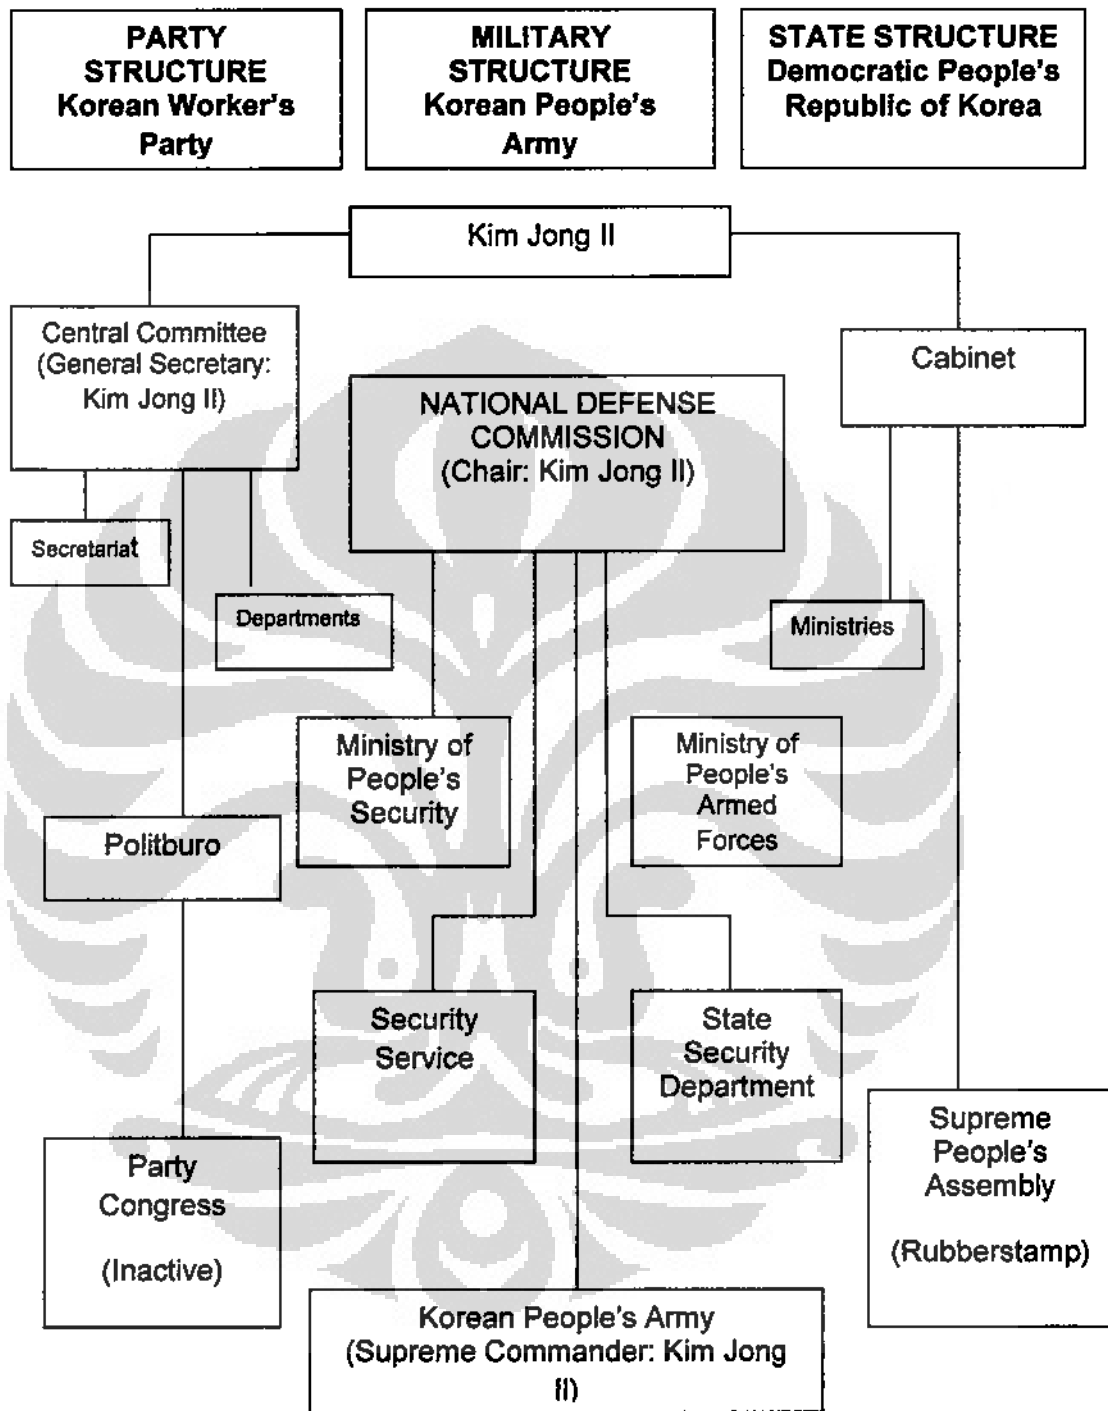 PARTY
STRUCTURE
Korean Worker's
Party
MILITARY
STRUCTURE
Korean People's
Army
STATE STRUCTURE
Democratic People's
Republic of Korea
Kim Jong Il
Central Committee
(General Secretary:
Kim Jong Il)
Cabinet
NATIONAL DEFENSE
COMMISSION
(Chair: Kim Jong Il)
Secretariat
Departments
Ministries
Ministry of
People's
Security
Ministry of
People's
Armed
Forces
Politburo
Security
Service
State
Security
Department
Party
Congress
(Inactive)
Supreme
People's
Assembly
(Rubberstamp)
Korean People's Army
(Supreme Commander: Kim Jong
Il)